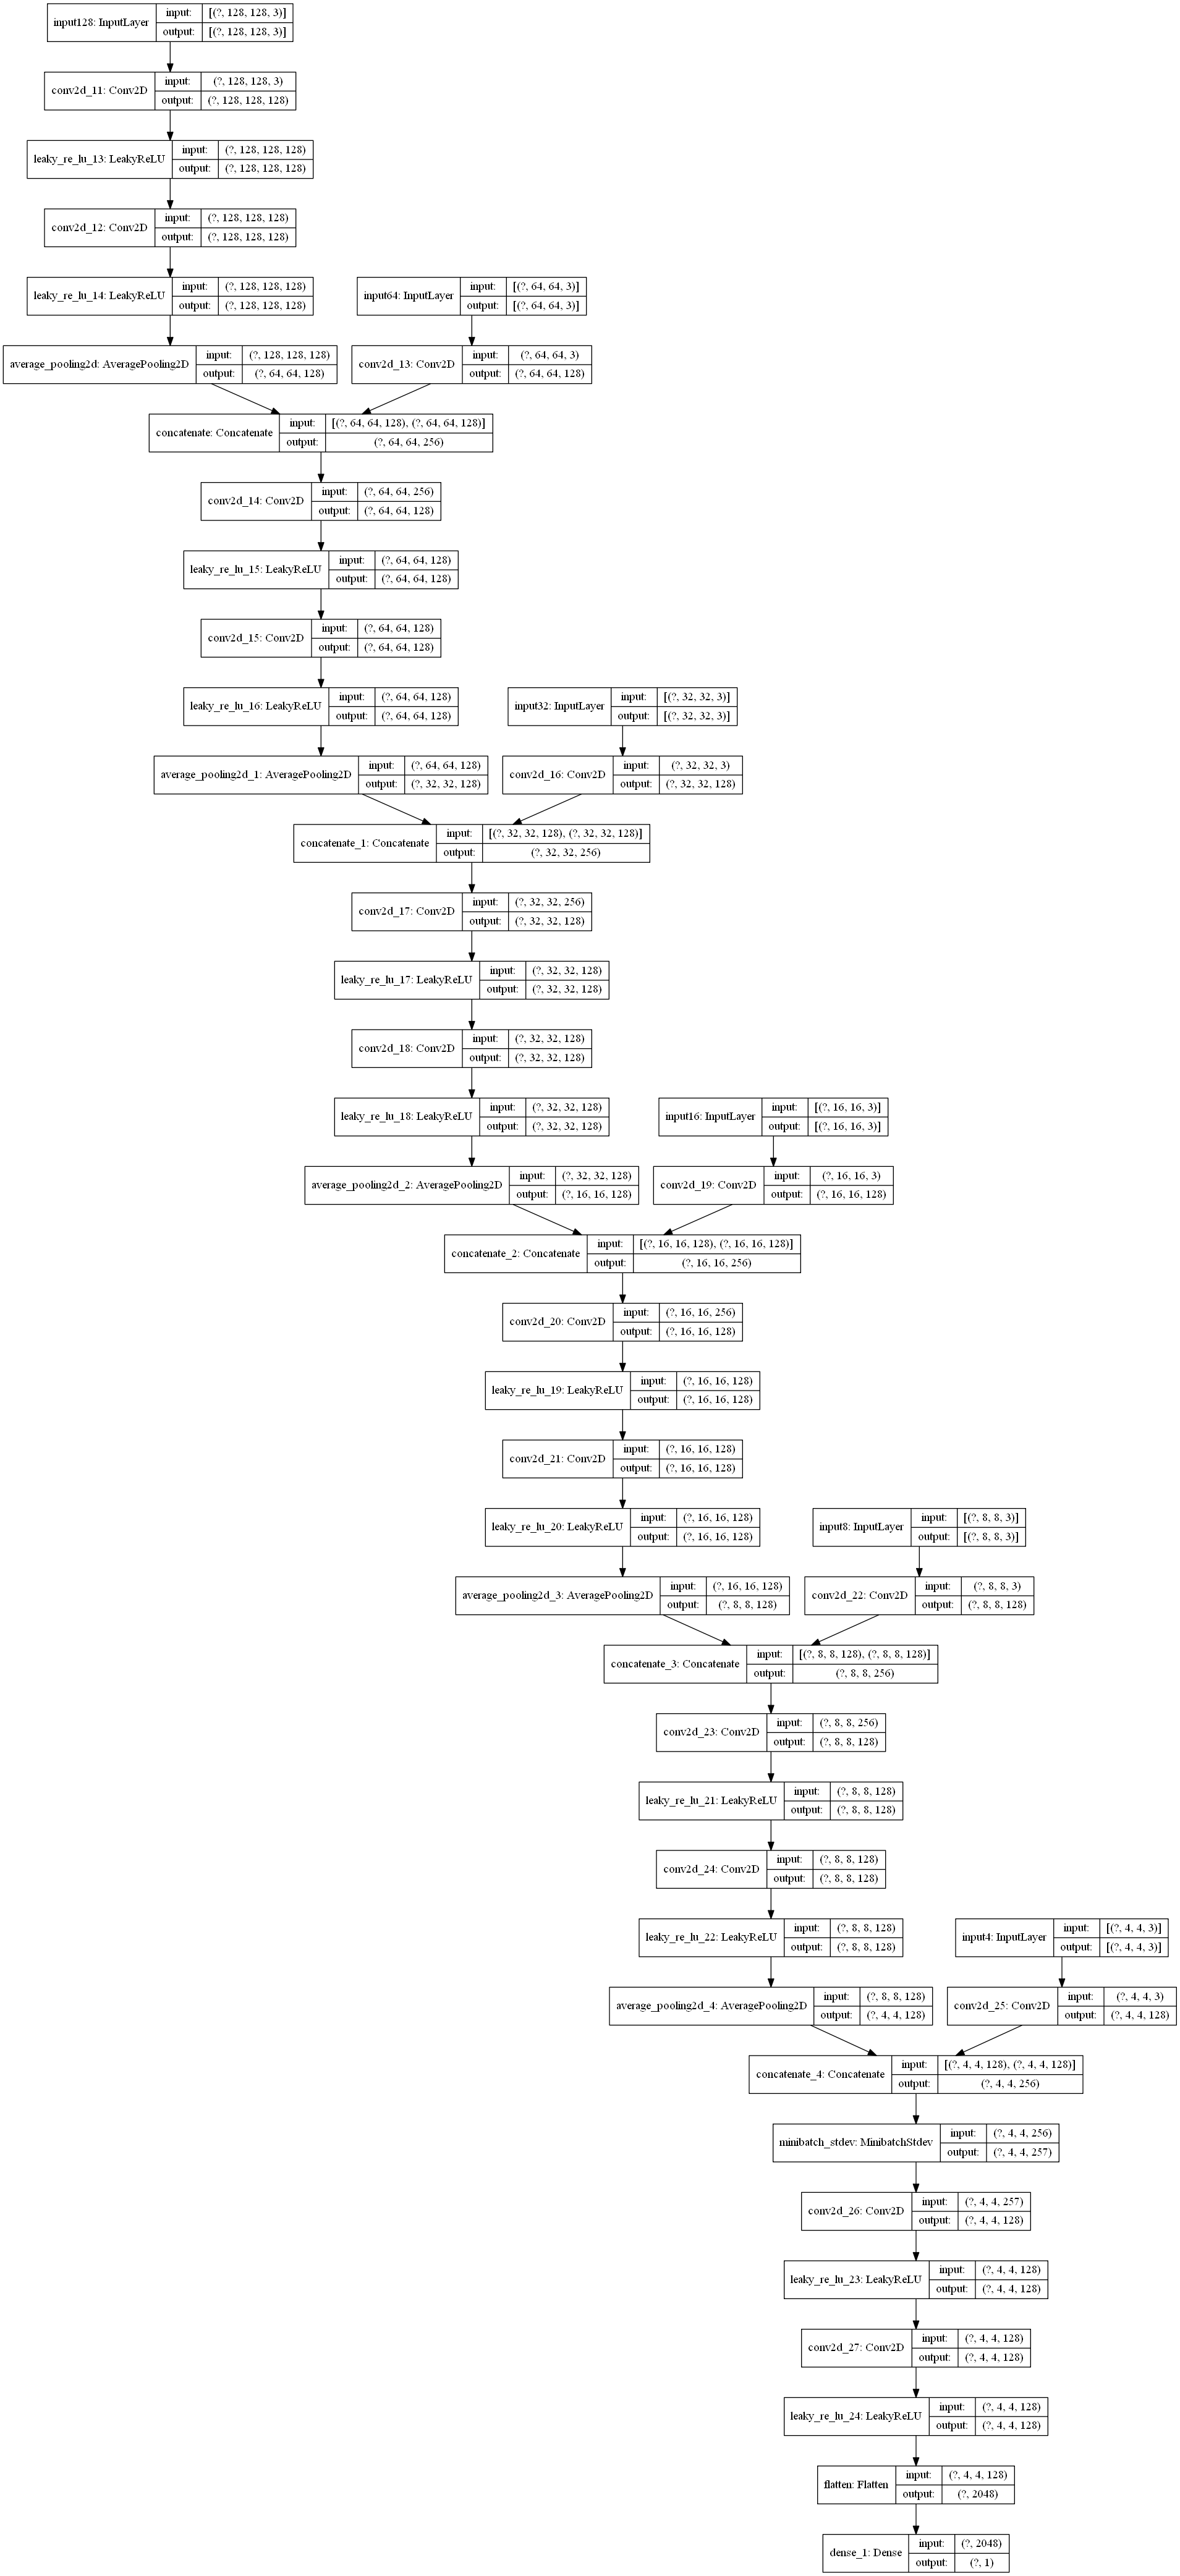 input128: InputLayer
input: [(?, 128, 128, 3)]
output: [(?, 128, 128, 3)]
conv2d_11: Conv2D
input: (?, 128, 128, 3)
output: (?, 128, 128, 128)
leaky_re_lu_13: LeakyReLU
input: (?, 128, 128, 128)
output: (?, 128, 128, 128)
conv2d_12: Conv2D
input: (?, 128, 128, 128)
output: (?, 128, 128, 128)
leaky_re_lu_14: LeakyReLU
input: (?, 128, 128, 128)
output: (?, 128, 128, 128)
input64: InputLayer
input: [(?, 64, 64, 3)]
output: [(?, 64, 64, 3)]
average_pooling2d: AveragePooling2D
input: (?, 128, 128, 128)
output: (?, 64, 64, 128)
conv2d_13: Conv2D
input: (?, 64, 64, 3)
output: (?, 64, 64, 128)
concatenate: Concatenate
input: [(?, 64, 64, 128), (?, 64, 64, 128)]
output: (?, 64, 64, 256)
conv2d_14: Conv2D
input: (?, 64, 64, 256)
output: (?, 64, 64, 128)
leaky_re_lu_15: LeakyReLU
input: (?, 64, 64, 128)
output: (?, 64, 64, 128)
conv2d_15: Conv2D
input: (?, 64, 64, 128)
output: (?, 64, 64, 128)
leaky_re_lu_16: LeakyReLU
input: (?, 64, 64, 128)
output: (?, 64, 64, 128)
input32: InputLayer
input: [(?, 32, 32, 3)]
output: [(?, 32, 32, 3)]
average_pooling2d_1: AveragePooling2D
input: (?, 64, 64, 128)
output: (?, 32, 32, 128)
conv2d_16: Conv2D
input: (?, 32, 32, 3)
output: (?, 32, 32, 128)
concatenate_1: Concatenate
input: [(?, 32, 32, 128), (?, 32, 32, 128)]
output: (?, 32, 32, 256)
conv2d_17: Conv2D
input: (?, 32, 32, 256)
output: (?, 32, 32, 128)
leaky_re_lu_17: LeakyReLU
input: (?, 32, 32, 128)
output: (?, 32, 32, 128)
conv2d_18: Conv2D
input: (?, 32, 32, 128)
output: (?, 32, 32, 128)
leaky_re_lu_18: LeakyReLU
input: (?, 32, 32, 128)
output: (?, 32, 32, 128)
input16: InputLayer
input: [(?, 16, 16, 3)]
output: [(?, 16, 16, 3)]
average_pooling2d_2: AveragePooling2D
input: (?, 32, 32, 128)
output: (?, 16, 16, 128)
conv2d_19: Conv2D
input: (?, 16, 16, 3)
output: (?, 16, 16, 128)
concatenate_2: Concatenate
input: [(?, 16, 16, 128), (?, 16, 16, 128)]
output: (?, 16, 16, 256)
conv2d_20: Conv2D
input: (?, 16, 16, 256)
output: (?, 16, 16, 128)
leaky_re_lu_19: LeakyReLU
input: (?, 16, 16, 128)
output: (?, 16, 16, 128)
conv2d_21: Conv2D
input: (?, 16, 16, 128)
output: (?, 16, 16, 128)
leaky_re_lu_20: LeakyReLU
input: (?, 16, 16, 128)
output: (?, 16, 16, 128)
input8: InputLayer
input: [(?, 8, 8, 3)]
output: [(?, 8, 8, 3)]
average_pooling2d_3: AveragePooling2D
input: (?, 16, 16, 128)
output: (?, 8, 8, 128)
conv2d_22: Conv2D
input: (?, 8, 8, 3)
output: (?, 8, 8, 128)
concatenate_3: Concatenate
input: [(?, 8, 8, 128), (?, 8, 8, 128)]
output: (?, 8, 8, 256)
conv2d_23: Conv2D
input: (?, 8, 8, 256)
output: (?, 8, 8, 128)
leaky_re_lu_21: LeakyReLU
input: (?, 8, 8, 128)
output: (?, 8, 8, 128)
conv2d_24: Conv2D
input: (?, 8, 8, 128)
output: (?, 8, 8, 128)
leaky_re_lu_22: LeakyReLU
input: (?, 8, 8, 128)
output: (?, 8, 8, 128)
input4: InputLayer
input: [(?, 4, 4, 3)]
output: [(?, 4, 4, 3)]
average_pooling2d_4: AveragePooling2D
input: (?, 8, 8, 128)
output: (?, 4, 4, 128)
conv2d_25: Conv2D
input: (?, 4, 4, 3)
output: (?, 4, 4, 128)
concatenate_4: Concatenate
input: [(?, 4, 4, 128), (?, 4, 4, 128)]
output: (?, 4, 4, 256)
minibatch_stdev: MinibatchStdev
input: (?, 4, 4, 256)
output: (?, 4, 4, 257)
conv2d_26: Conv2D
input: (?, 4, 4, 257)
output: (?, 4, 4, 128)
leaky_re_lu_23: LeakyReLU
input: (?, 4, 4, 128)
output: (?, 4, 4, 128)
conv2d_27: Conv2D
input: (?, 4, 4, 128)
output: (?, 4, 4, 128)
leaky_re_lu_24: LeakyReLU
input: (?, 4, 4, 128)
output: (?, 4, 4, 128)
flatten: Flatten
input: (?, 4, 4, 128)
output: (?, 2048)
dense_1: Dense
input: (?, 2048)
output: (?, 1)